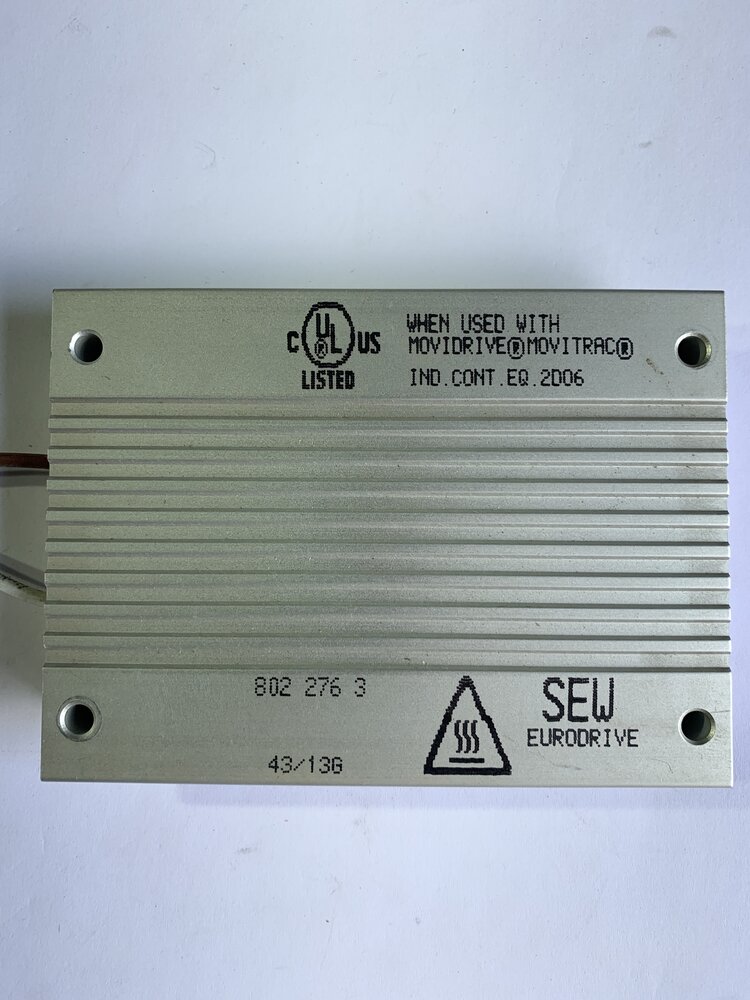 C UL® US
LISTED
WHEN USED WITH
MOVIDRIVE®MOVITRAC®
IND.CONT.EQ.2D06
802 276 3
43/13G
SEW
EURODRIVE